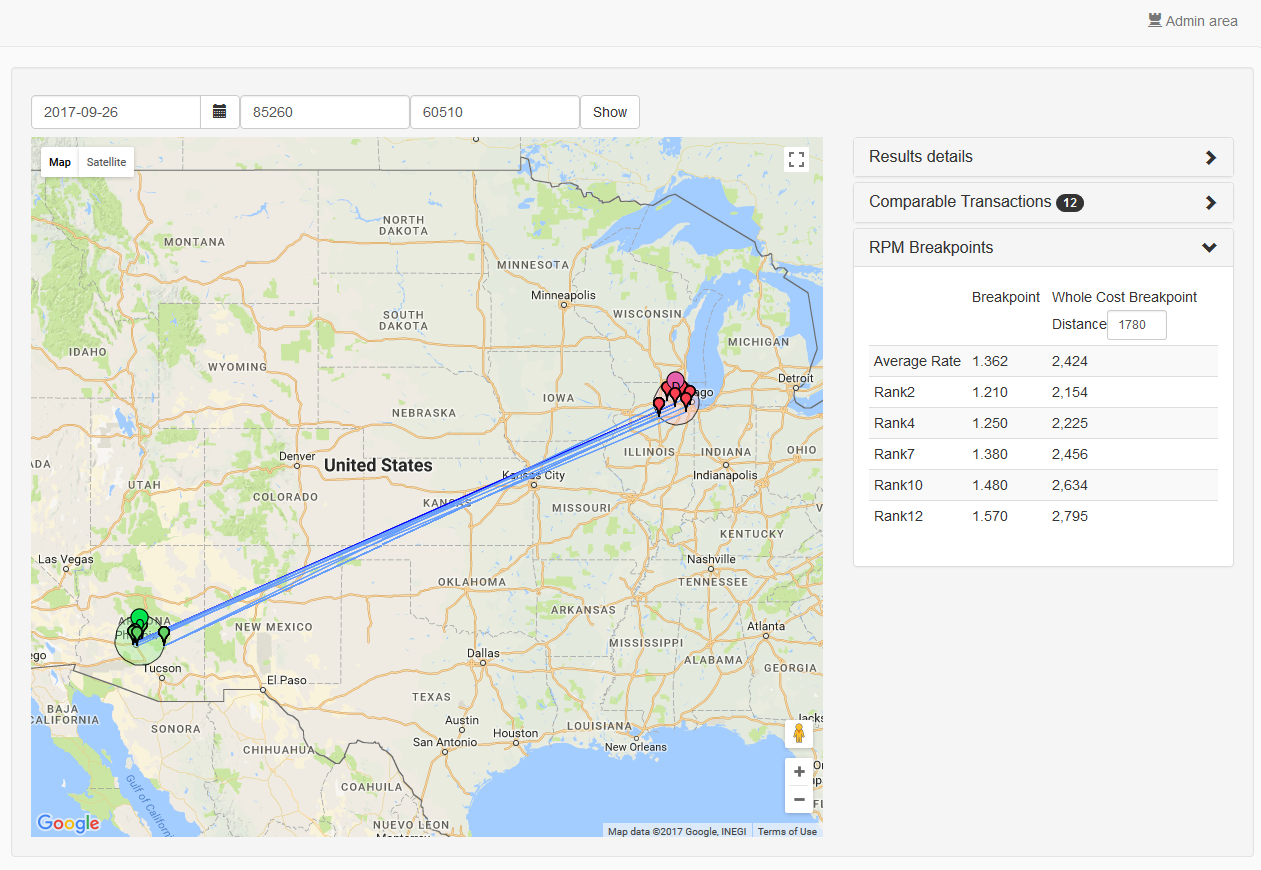 Admin area
2017-09-26 85260 60510 Show
Map Satellite
NORTH
DAKOTA
MONTANA
MINNESOTA
Minneapolis
SOUTH
DAKOTA
WISCONSIN
MICHIGAN
IDAHO
WYOMING
Detroit
IOWA
NEBRASKA
ILLINOIS
INDIANA
OHIO
Denver
United States
Kansas City
Indianapolis
UTAH
COLORADO
KANSAS
MISSOURI
KENTUCKY
Las Vegas
Nashville
OKLAHOMA
TENNESSEE
ARKANSAS
ARIZONA
NEW MEXICO
Atlanta
MISSISSIPPI
Dallas
ALABAMA
Tucson
GEORGIA
El Paso
TEXAS
BAJA
CALIFORNIA
Austin
LOUISIANA
SONORA
Houston
San Antonio
New Orleans
CHIHUAHUA
COAHUILA
Gulf of California
NUEVO LEON
Monterrey
Google
Map data ©2017 Google, INEGI Terms of Use
Results details
Comparable Transactions 12
RPM Breakpoints
Breakpoint Whole Cost Breakpoint
Distance 1780
Average Rate 1.362 2,424
Rank2 1.210 2,154
Rank4 1.250 2,225
Rank7 1.380 2,456
Rank10 1.480 2,634
Rank12 1.570 2,795